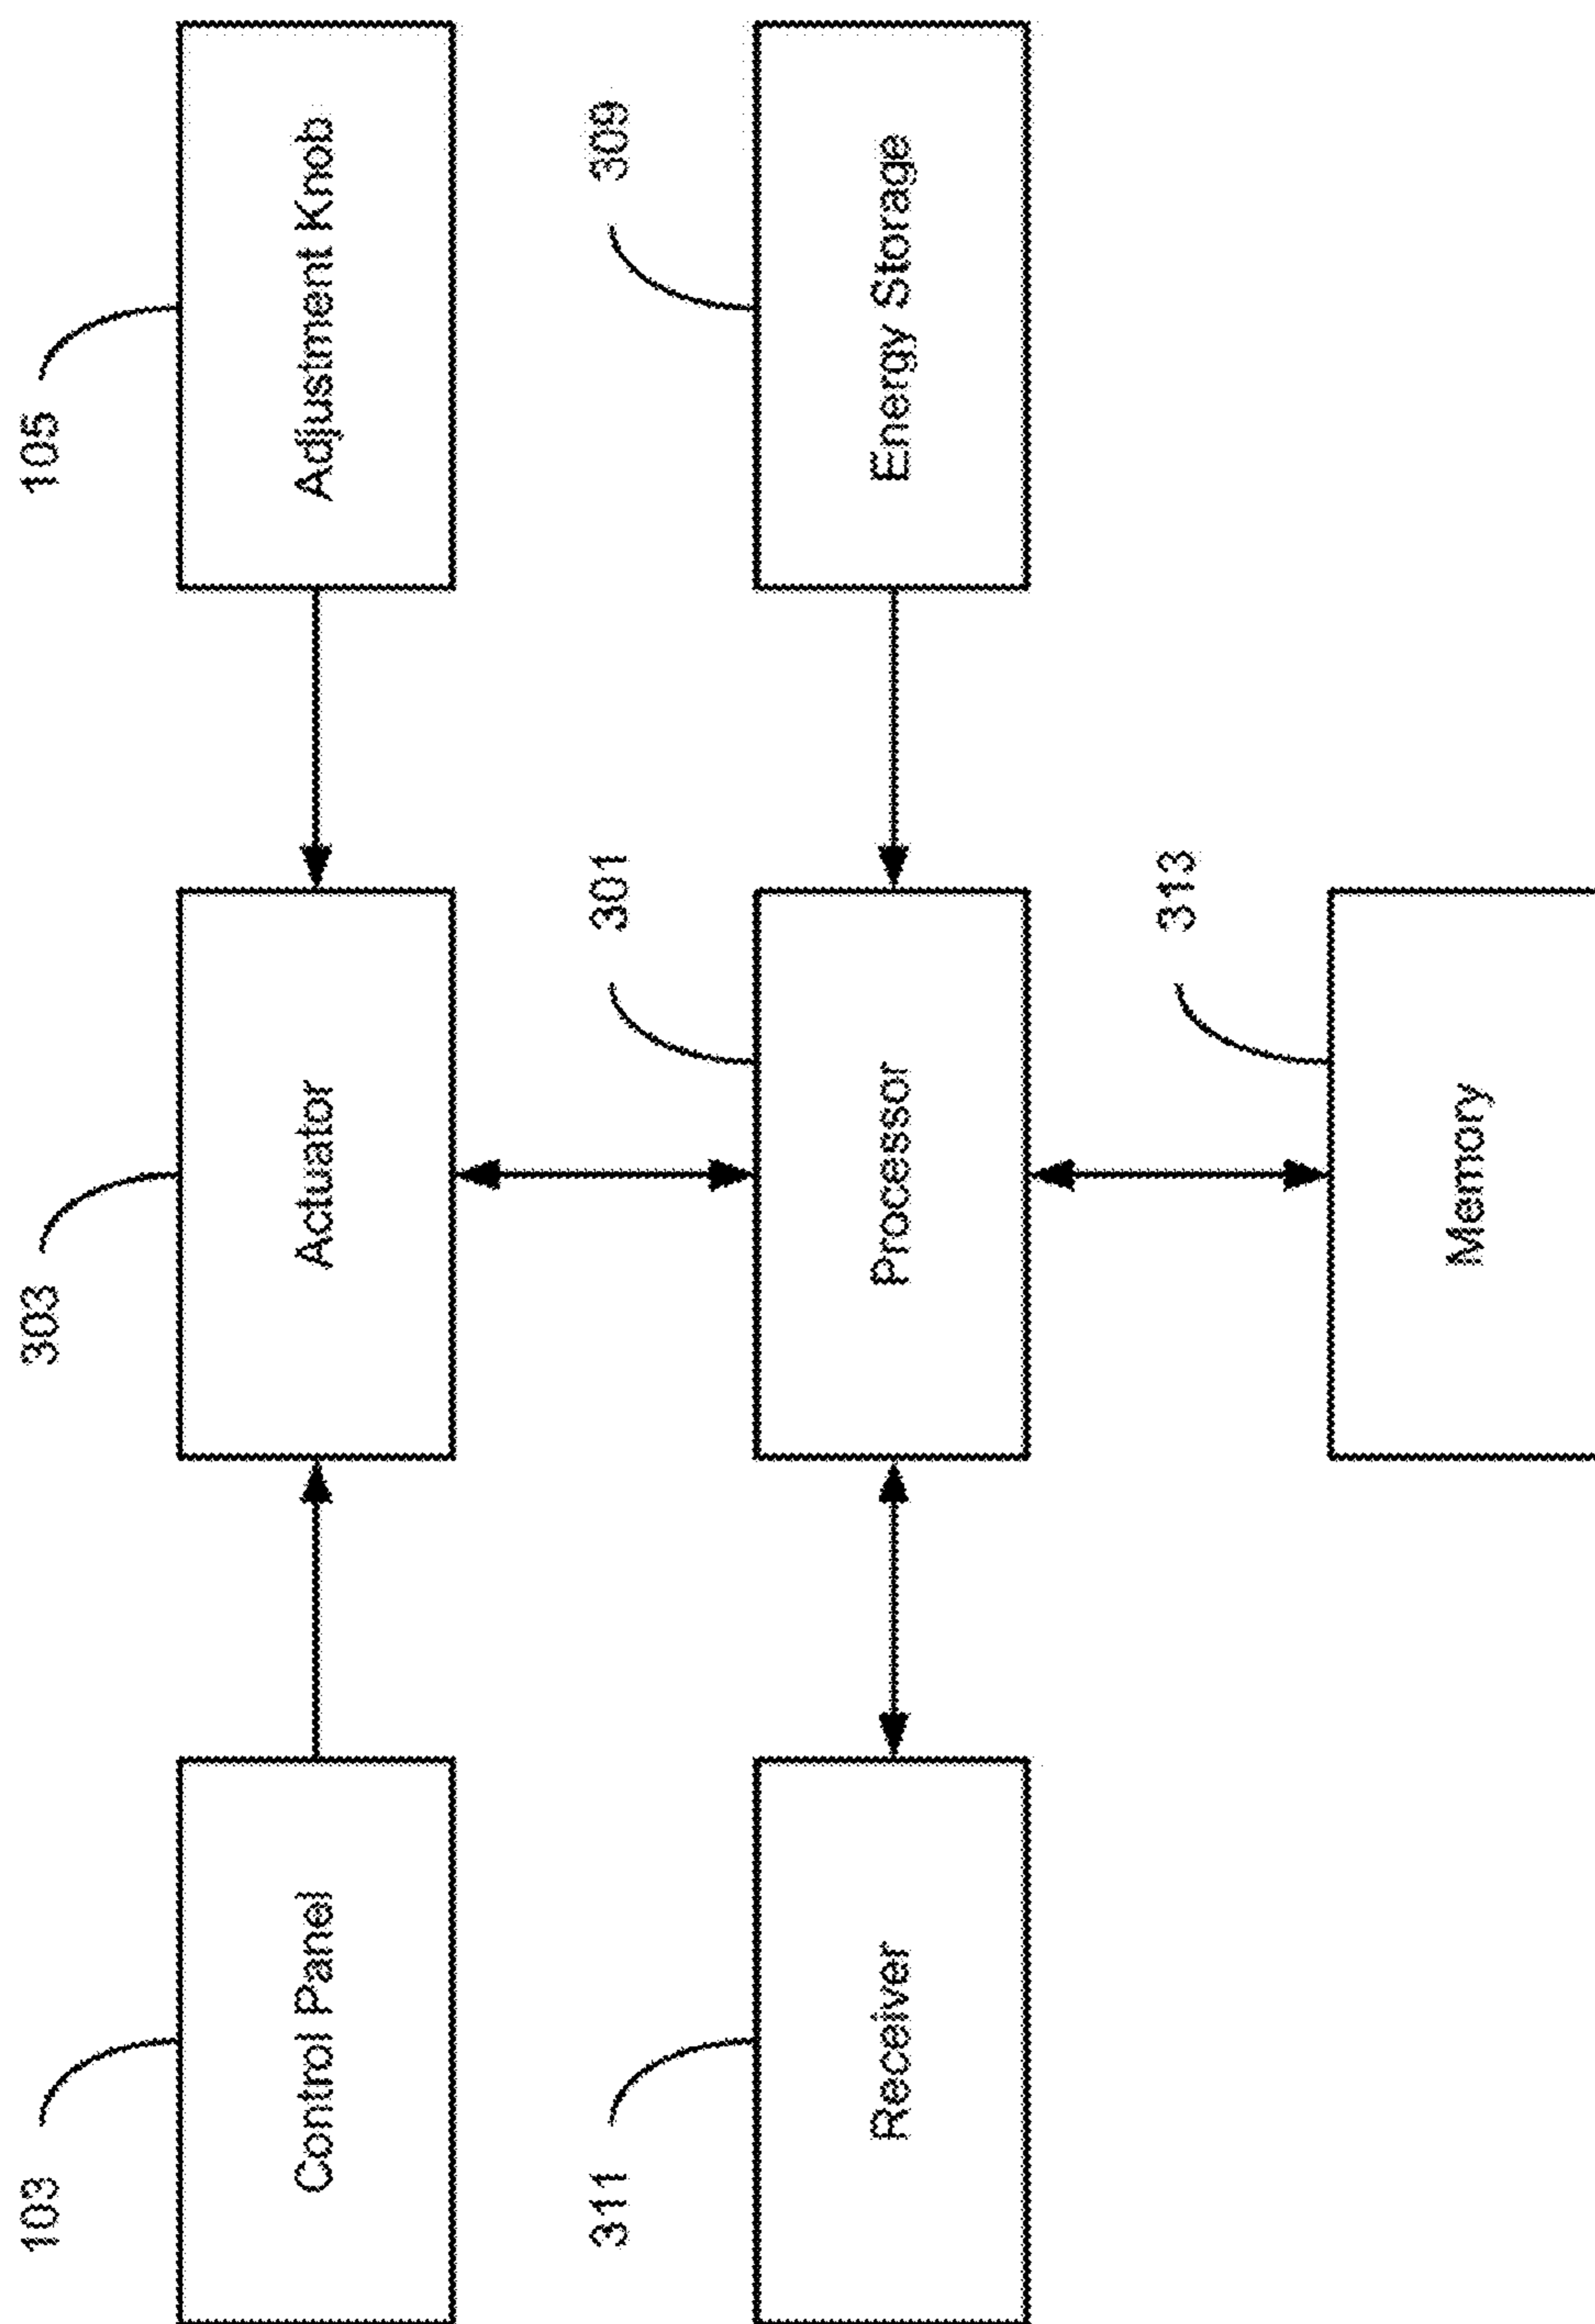 103
303
105
Control Panel
Actuator
Adjustment Knob
311
301
309
Receiver
Processor
Energy Storage
313
Memory